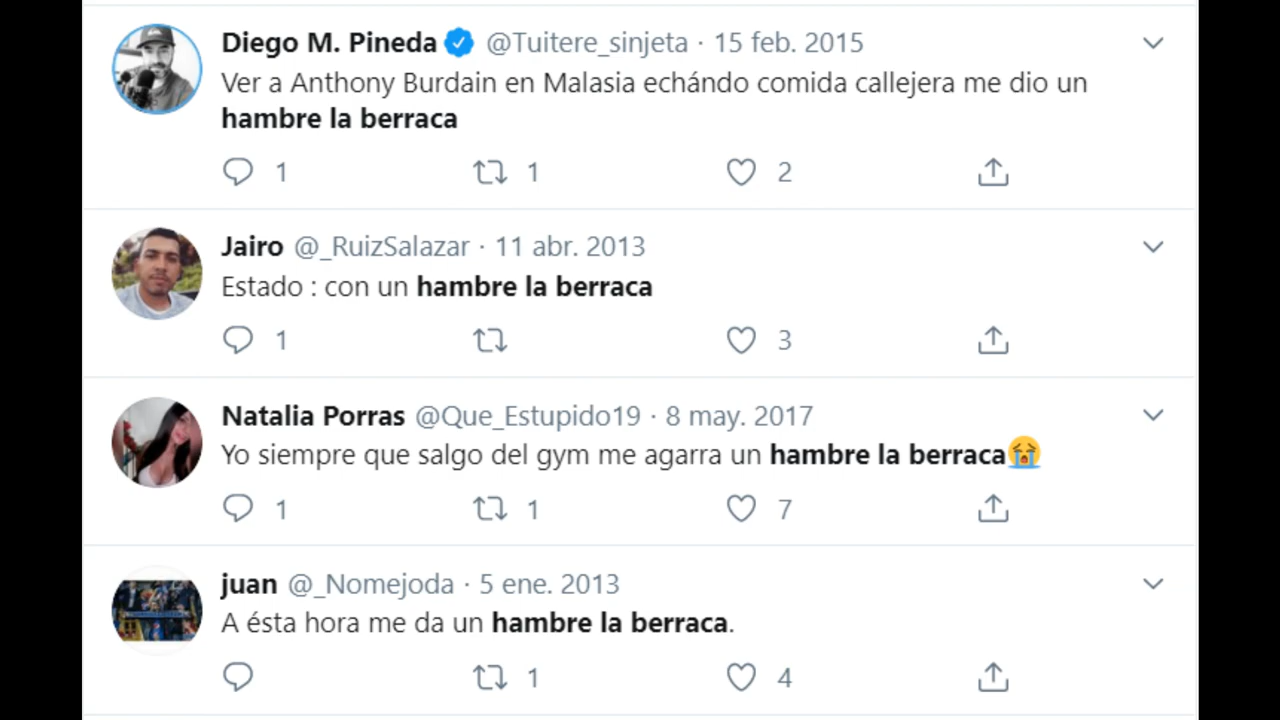 Diego M. Pineda @Tuitere_sinjeta · 15 feb. 2015
Ver a Anthony Burdain en Malasia echándo comida callejera me dio un
hambre la berraca
1 1 2
Jairo @_RuizSalazar · 11 abr. 2013
Estado : con un hambre la berraca
1 3
Natalia Porras @Que_Estupido19 · 8 may. 2017
Yo siempre que salgo del gym me agarra un hambre la berraca😭
1 1 7
juan @_Nomejoda · 5 ene. 2013
A ésta hora me da un hambre la berraca.
1 4